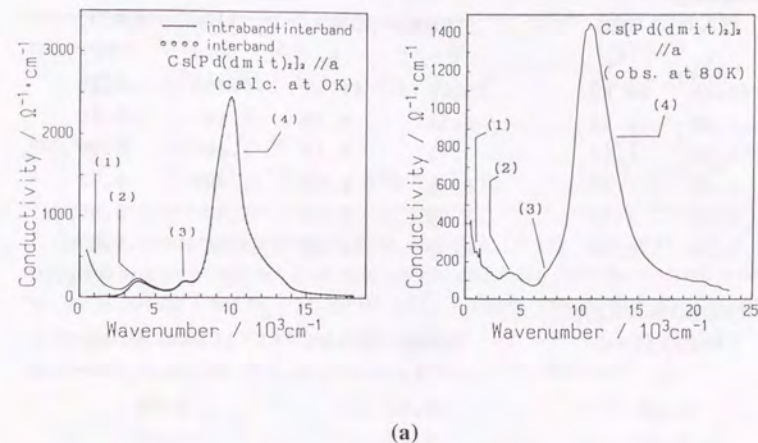 intraband+interband
interband
Cs[Pd(dmit)₂]₂ //a
(calc. at 0K)
3000
2000
1000
0
Conductivity / Ω⁻¹·cm⁻¹
(1)
(2)
(3)
(4)
0
5
10
15
Wavenumber / 10³cm⁻¹
Cs[Pd(dmit)₂]₂
//a
(obs. at 80K)
1400
1200
1000
800
600
400
200
0
Conductivity / Ω⁻¹·cm⁻¹
(1)
(2)
(3)
(4)
0
5
10
15
20
25
Wavenumber / 10³cm⁻¹
(a)